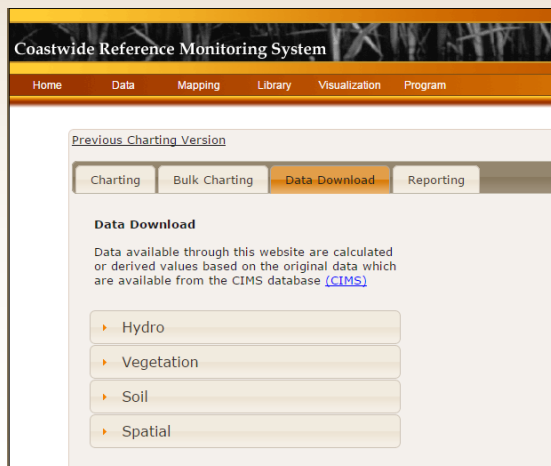 Coastwide Reference Monitoring System
Home Data Mapping Library Visualization Program
Previous Charting Version
Charting Bulk Charting Data Download Reporting
Data Download
Data available through this website are calculated
or derived values based on the original data which
are available from the CIMS database (CIMS)
Hydro
Vegetation
Soil
Spatial